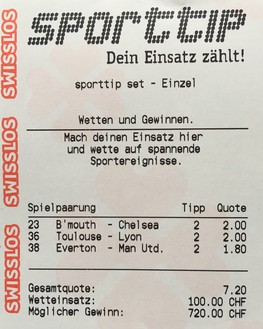 sporttip
Dein Einsatz zählt!
sporttip set - Einzel
Wetten und Gewinnen.
Mach deinen Einsatz hier
und wette auf spannende
Sportereignisse.
Spielpaarung Tipp Quote
23 B'mouth - Chelsea 2 2.00
36 Toulouse - Lyon 2 2.00
38 Everton - Man Utd. 2 1.80
Gesamtquote: 7.20
Wetteinsatz: 100.00 CHF
Möglicher Gewinn: 720.00 CHF
SWISSLOS
SWISSLOS
SWISSLOS